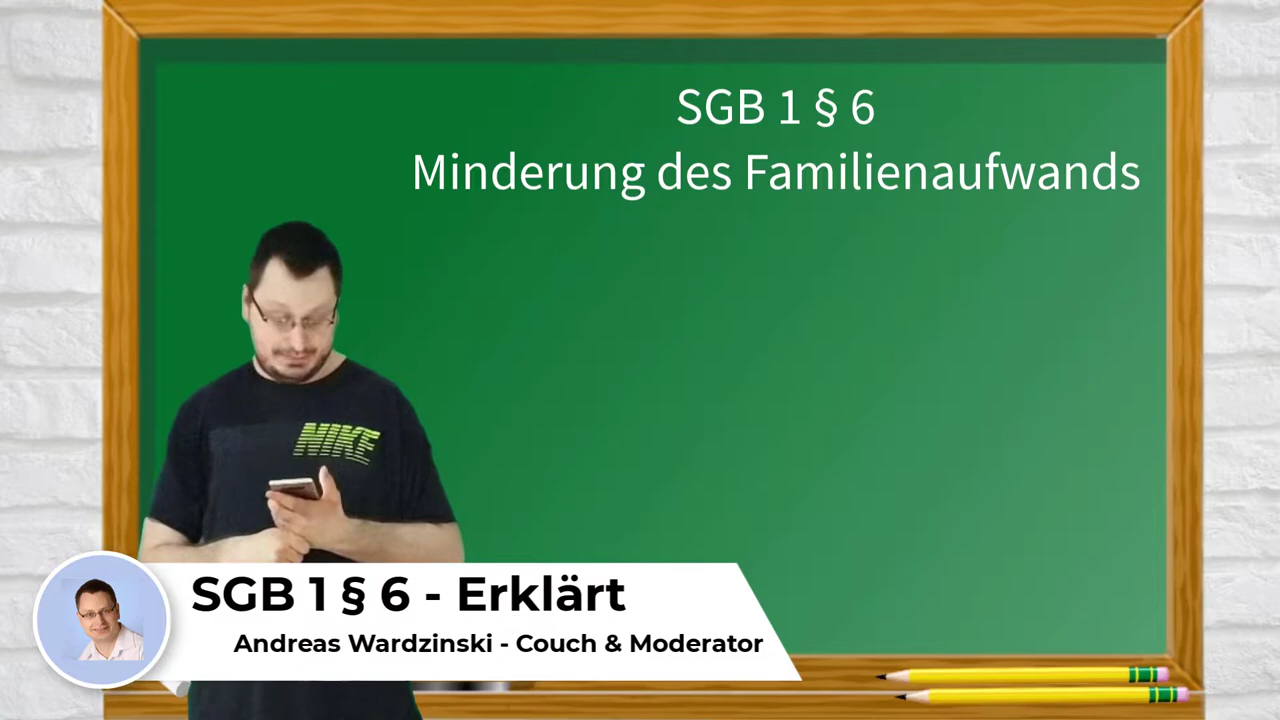 SGB 1 § 6
Minderung des Familienaufwands
NIKE
SGB 1 § 6 - Erklärt
Andreas Wardzinski - Couch & Moderator